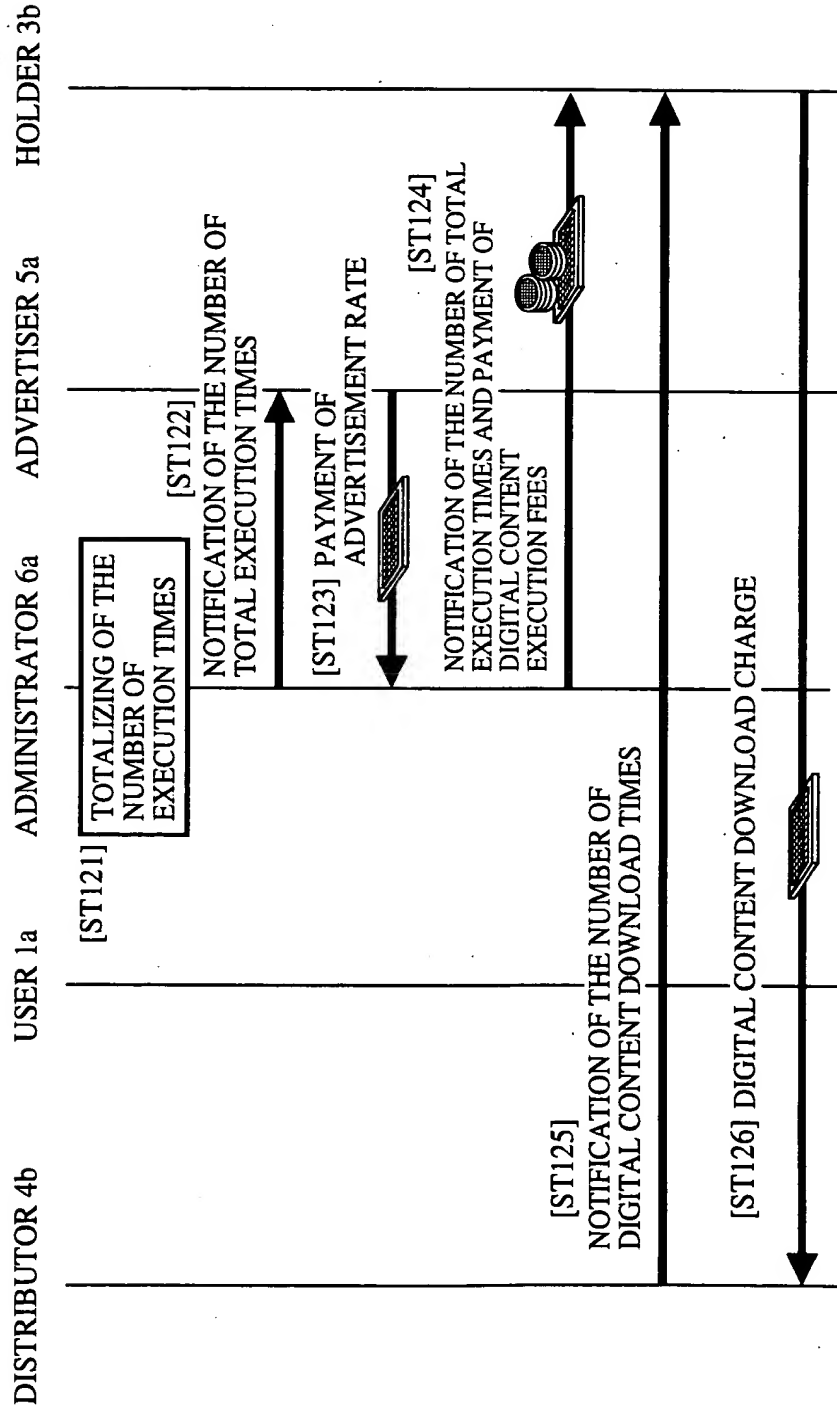 DISTRIBUTOR 4b
USER 1a
ADMINISTRATOR 6a
ADVERTISER 5a
HOLDER 3b
[ST121]
TOTALIZING OF THE
NUMBER OF
EXECUTION TIMES
[ST122]
NOTIFICATION OF THE NUMBER OF
TOTAL EXECUTION TIMES
[ST123] PAYMENT OF
ADVERTISEMENT RATE
[ST124]
NOTIFICATION OF THE NUMBER OF TOTAL
EXECUTION TIMES AND PAYMENT OF
DIGITAL CONTENT
EXECUTION FEES
[ST125]
NOTIFICATION OF THE NUMBER OF
DIGITAL CONTENT DOWNLOAD TIMES
[ST126] DIGITAL CONTENT DOWNLOAD CHARGE